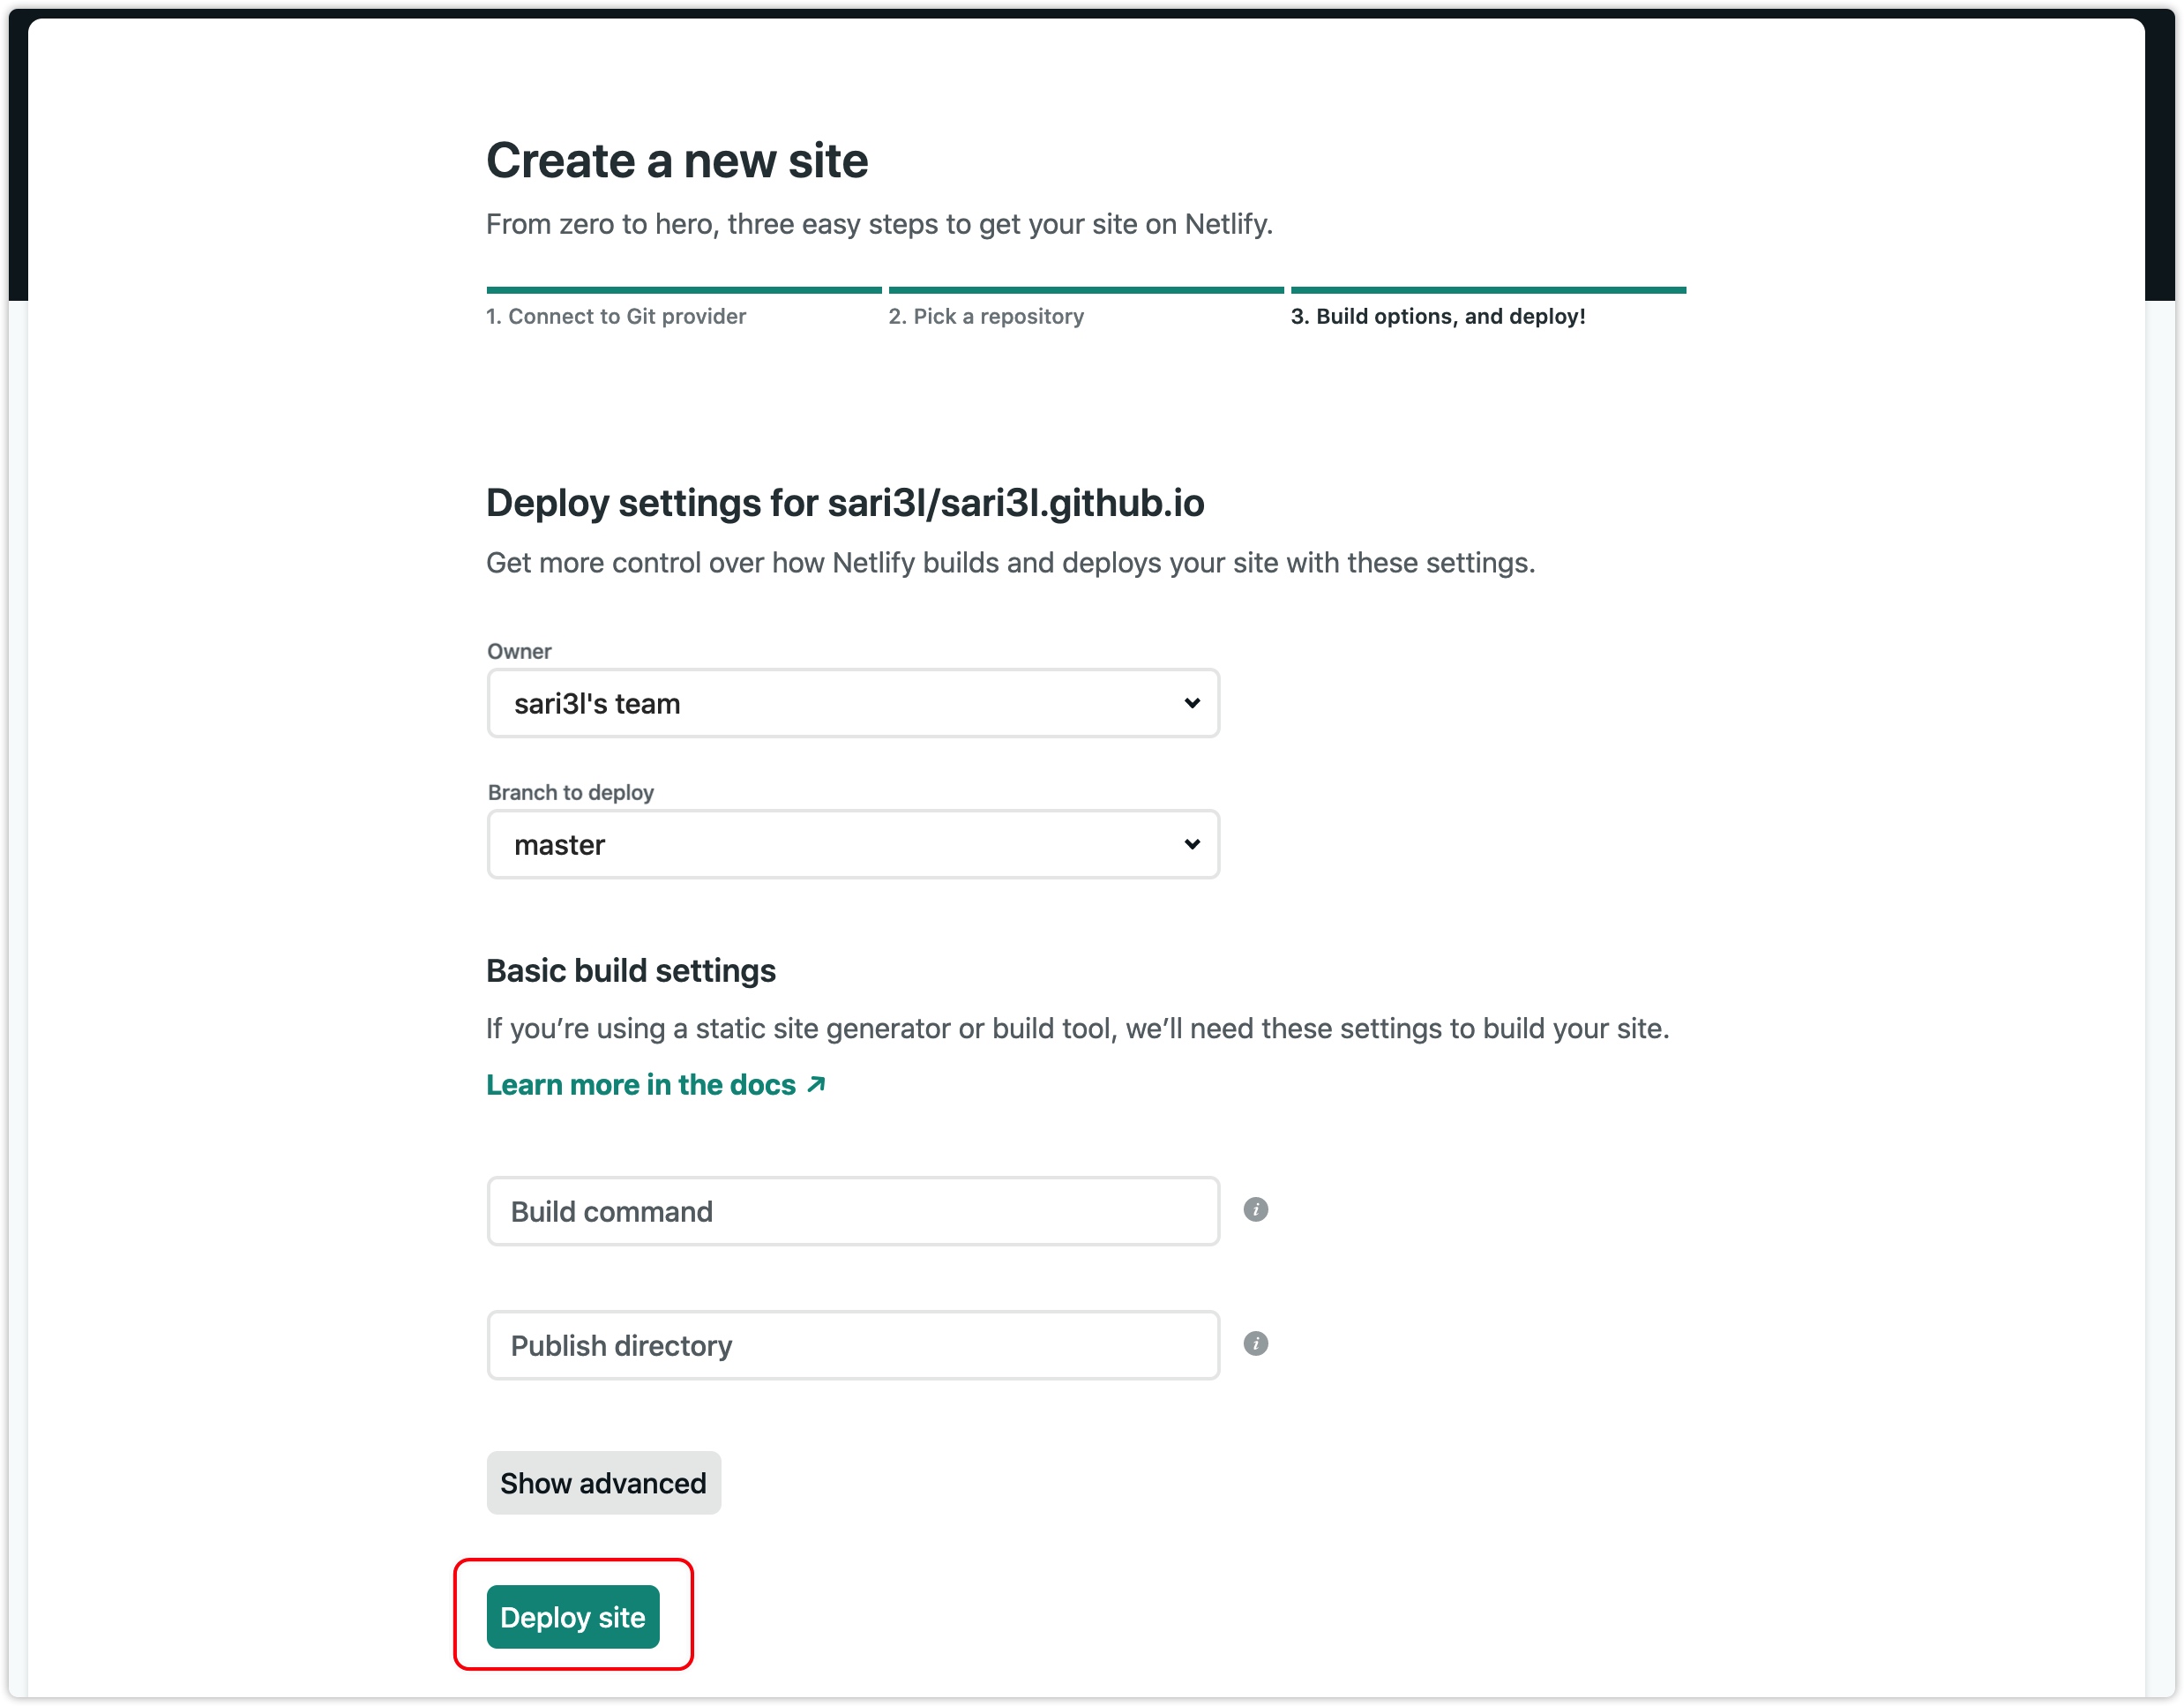 Create a new site
From zero to hero, three easy steps to get your site on Netlify.
1. Connect to Git provider
2. Pick a repository
3. Build options, and deploy!
Deploy settings for sari3l/sari3l.github.io
Get more control over how Netlify builds and deploys your site with these settings.
Owner
sari3l's team
Branch to deploy
master
Basic build settings
If you’re using a static site generator or build tool, we’ll need these settings to build your site.
Learn more in the docs ↗
Build command
i
Publish directory
i
Show advanced
Deploy site